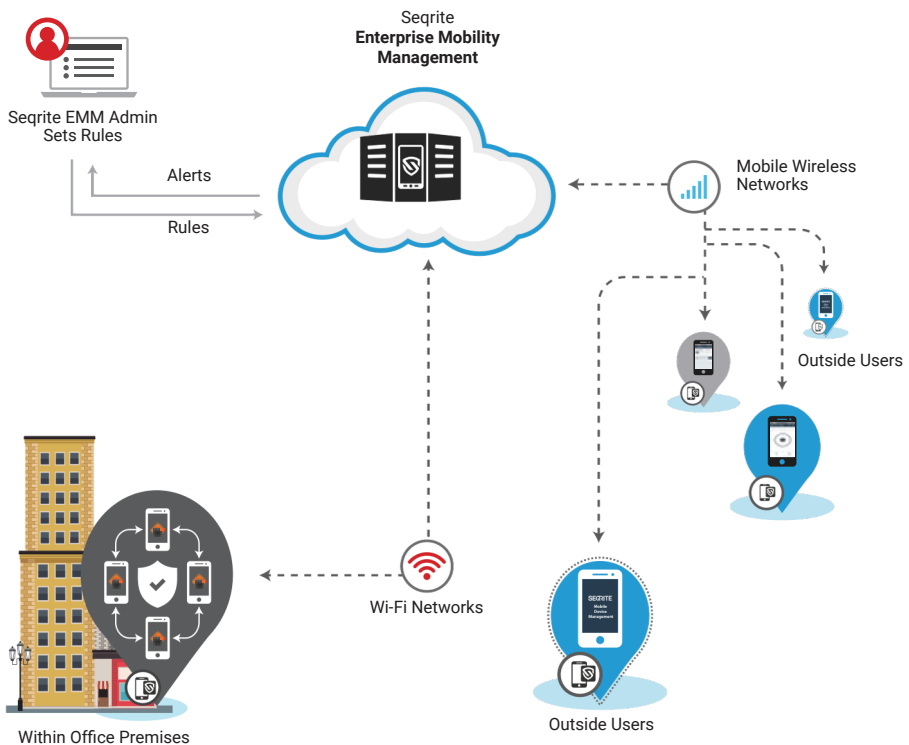 Seqrite
Enterprise Mobility
Management
Seqrite EMM Admin
Sets Rules
Alerts
Rules
Mobile Wireless
Networks
Outside Users
Wi-Fi Networks
SEQRITE
Mobile
Device
Management
Outside Users
Within Office Premises